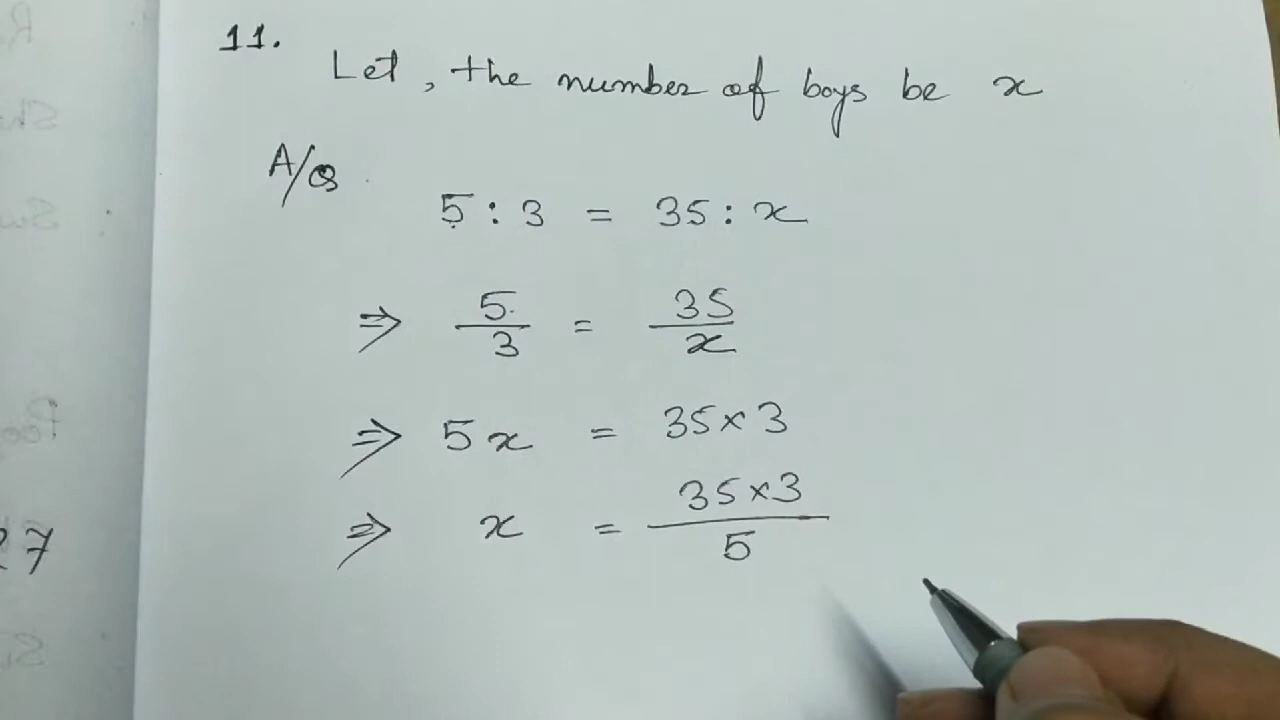 11.
Let, the number of boys be x
A/Q
5 : 3 = 35 : x
⇒ 5/3 = 35/x
⇒ 5x = 35 × 3
⇒ x = 35×3/5
27